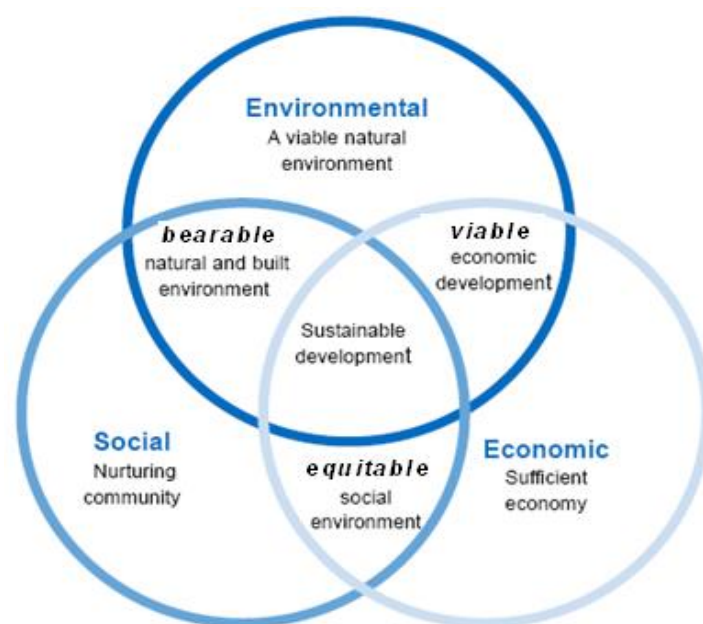 Environmental
A viable natural
environment
bearable
natural and built
environment
viable
economic
development
Sustainable
development
Social
Nurturing
community
equitable
social
environment
Economic
Sufficient
economy